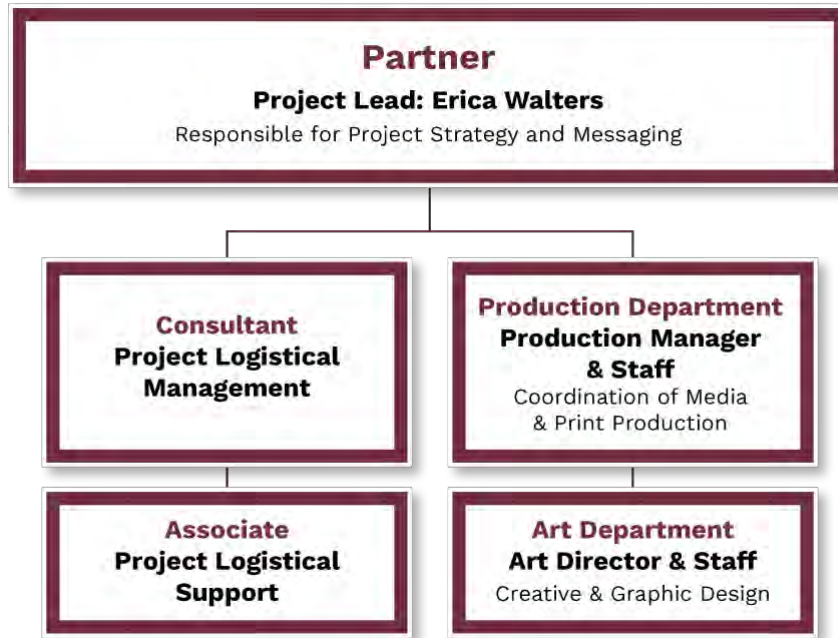 Partner
Project Lead: Erica Walters
Responsible for Project Strategy and Messaging
Consultant
Project Logistical
Management
Production Department
Production Manager
& Staff
Coordination of Media
& Print Production
Associate
Project Logistical
Support
Art Department
Art Director & Staff
Creative & Graphic Design